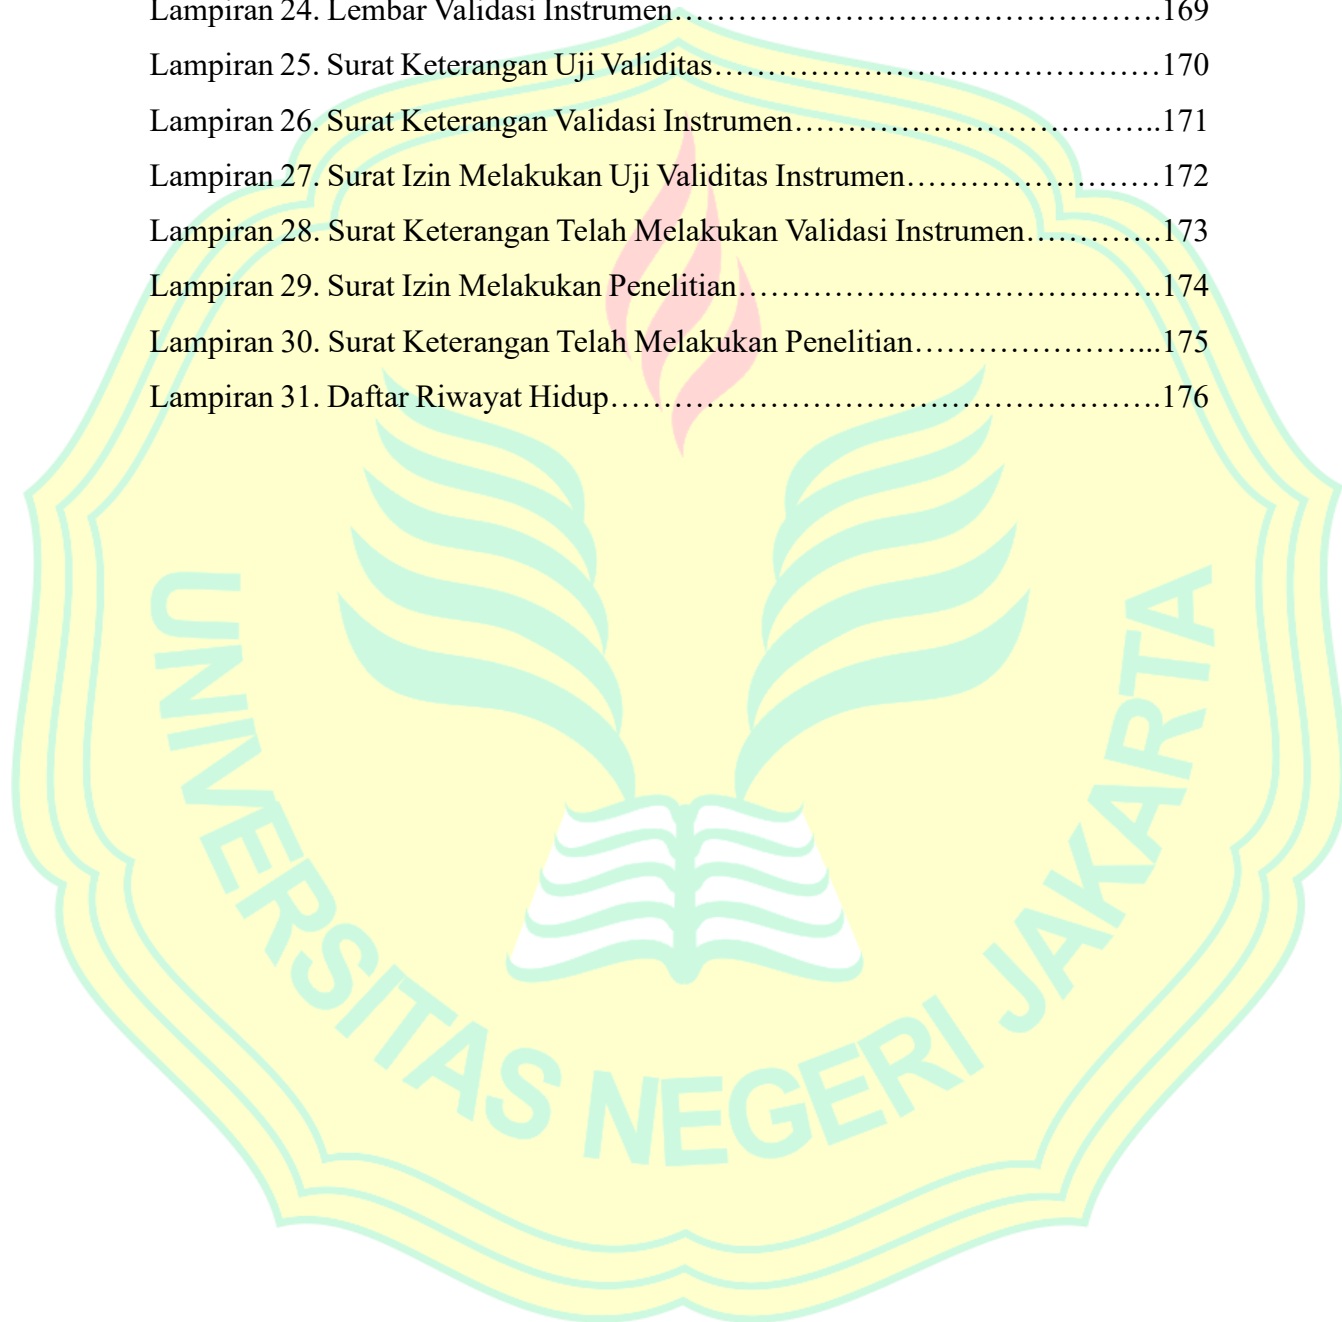 Lampiran 24. Lembar Validasi Instrumen……………………………………….169
Lampiran 25. Surat Keterangan Uji Validitas……………………………………170
Lampiran 26. Surat Keterangan Validasi Instrumen……………………………..171
Lampiran 27. Surat Izin Melakukan Uji Validitas Instrumen……………………172
Lampiran 28. Surat Keterangan Telah Melakukan Validasi Instrumen………….173
Lampiran 29. Surat Izin Melakukan Penelitian………………………………….174
Lampiran 30. Surat Keterangan Telah Melakukan Penelitian…………………...175
Lampiran 31. Daftar Riwayat Hidup…………………………………………….176
UNIVERSITAS NEGERI JAKARTA